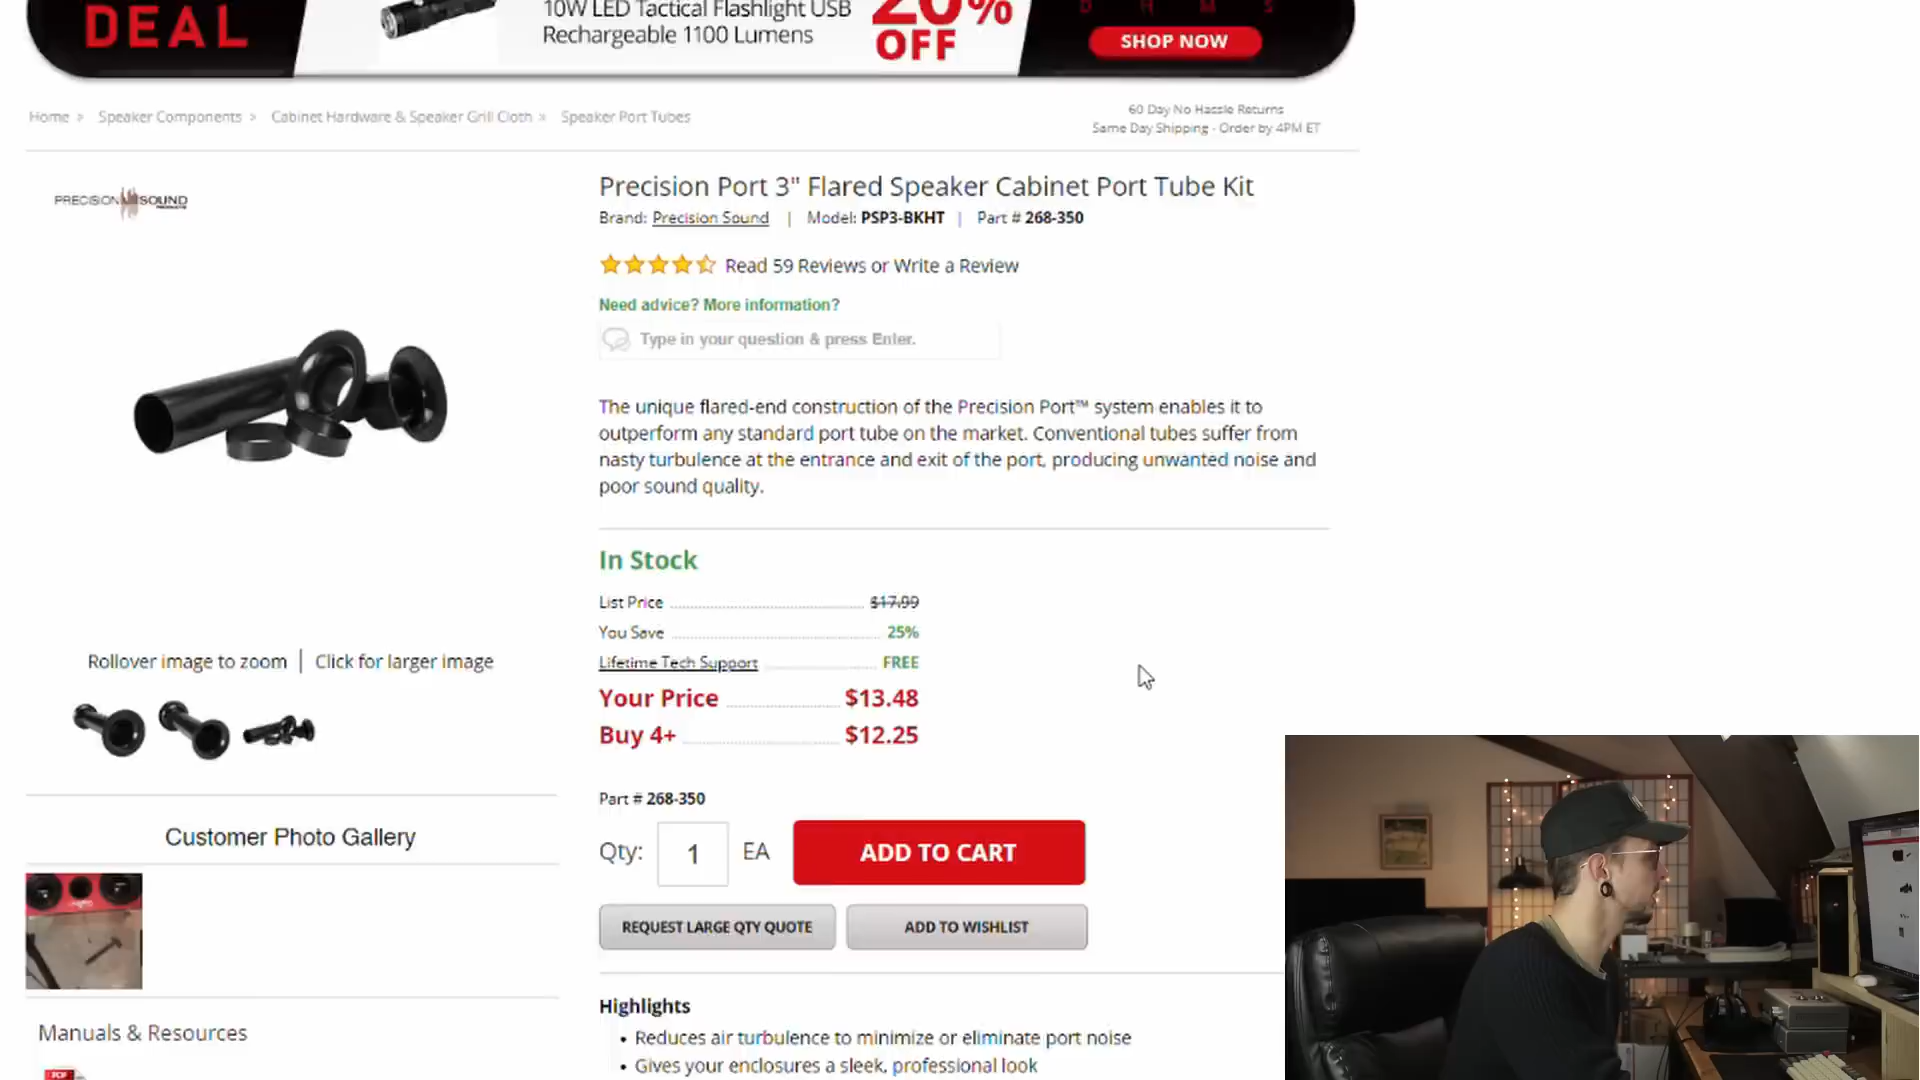 DEAL
10W LED Tactical Flashlight USB
Rechargeable 1100 Lumens
20%
OFF
D H M S
SHOP NOW
Home > Speaker Components > Cabinet Hardware & Speaker Grill Cloth > Speaker Port Tubes
60 Day No Hassle Returns
Same Day Shipping - Order by 4PM ET
PRECISION SOUND
PRODUCTS
Precision Port 3" Flared Speaker Cabinet Port Tube Kit
Brand: Precision Sound | Model: PSP3-BKHT | Part # 268-350
Read 59 Reviews or Write a Review
Need advice? More information?
Type in your question & press Enter.
The unique flared-end construction of the Precision Port™ system enables it to
outperform any standard port tube on the market. Conventional tubes suffer from
nasty turbulence at the entrance and exit of the port, producing unwanted noise and
poor sound quality.
In Stock
List Price $17.99
You Save 25%
Lifetime Tech Support FREE
Your Price $13.48
Buy 4+ $12.25
Rollover image to zoom | Click for larger image
Part # 268-350
Qty: 1 EA ADD TO CART
REQUEST LARGE QTY QUOTE ADD TO WISHLIST
Customer Photo Gallery
Highlights
• Reduces air turbulence to minimize or eliminate port noise
• Gives your enclosures a sleek, professional look
Manuals & Resources
PDF